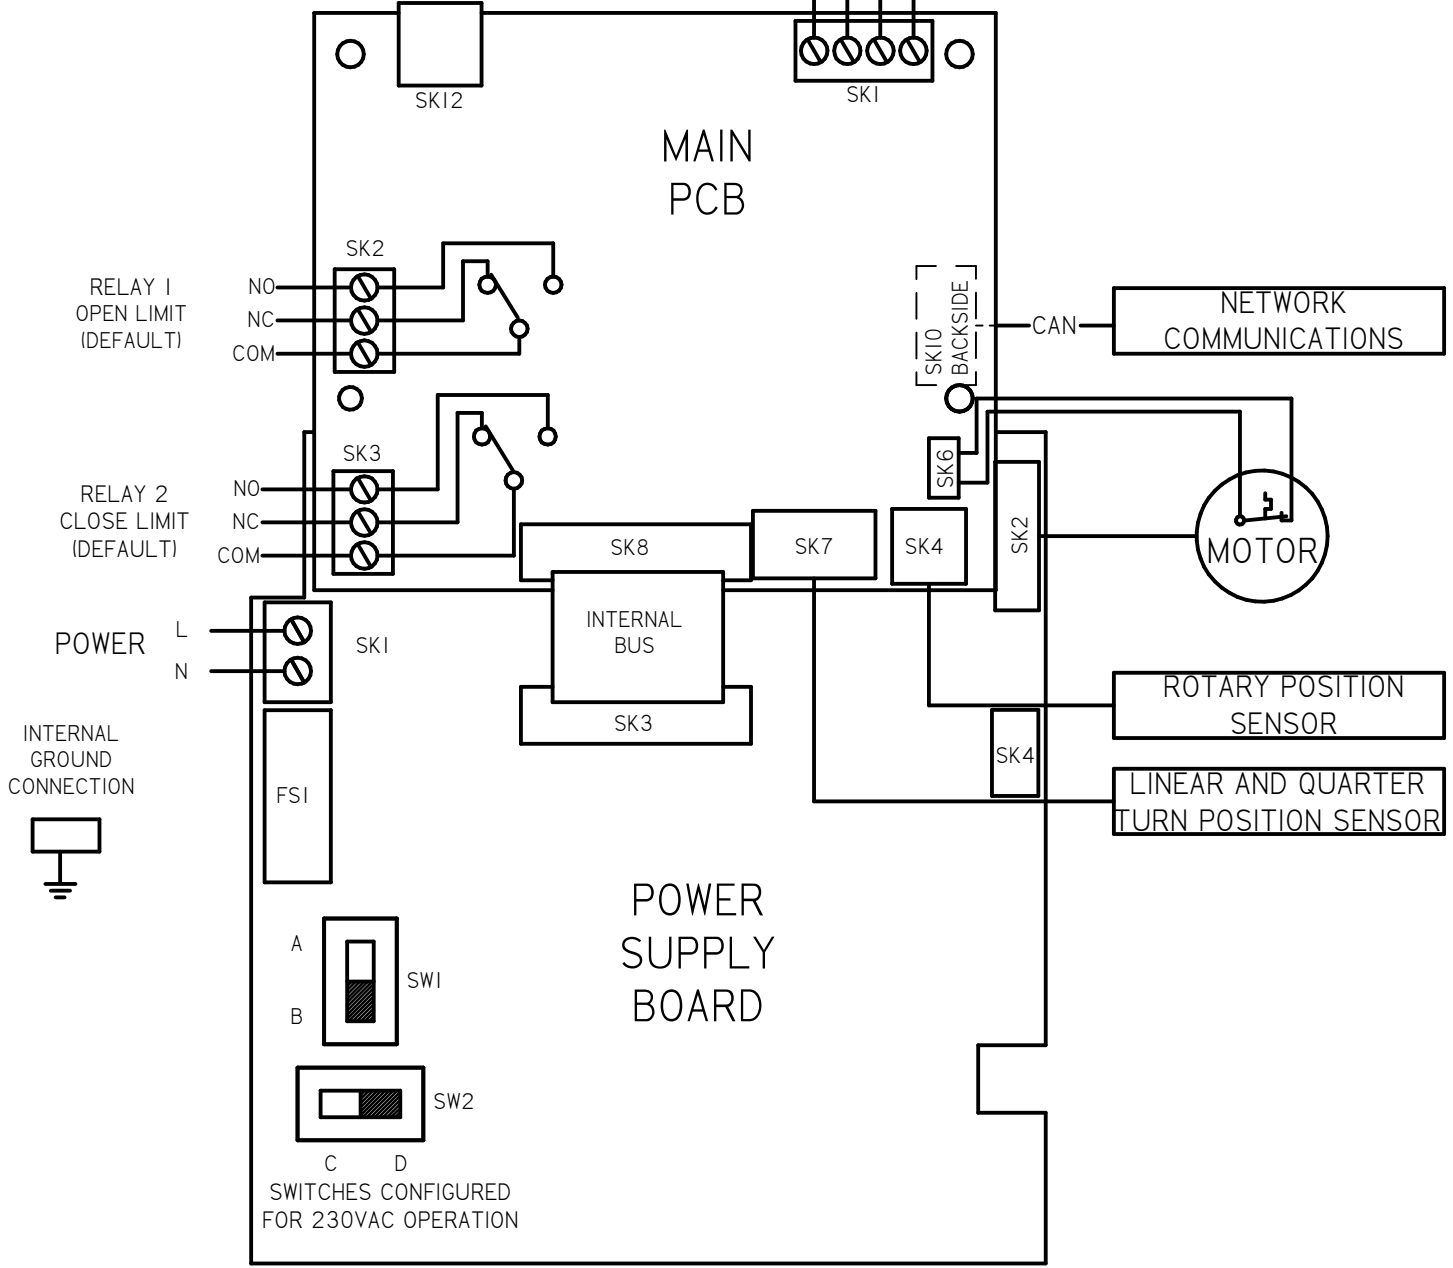 SK12
SK1
MAIN
PCB
SK2
RELAY 1
OPEN LIMIT
(DEFAULT)
NO
NC
COM
SK10
BACKSIDE
CAN
NETWORK
COMMUNICATIONS
SK3
RELAY 2
CLOSE LIMIT
(DEFAULT)
NO
NC
COM
SK6
SK2
SK8
SK7
SK4
MOTOR
INTERNAL
BUS
POWER
L
N
SK1
ROTARY POSITION
SENSOR
SK3
SK4
INTERNAL
GROUND
CONNECTION
FS1
LINEAR AND QUARTER
TURN POSITION SENSOR
POWER
SUPPLY
BOARD
A
B
SW1
SW2
C D
SWITCHES CONFIGURED
FOR 230VAC OPERATION